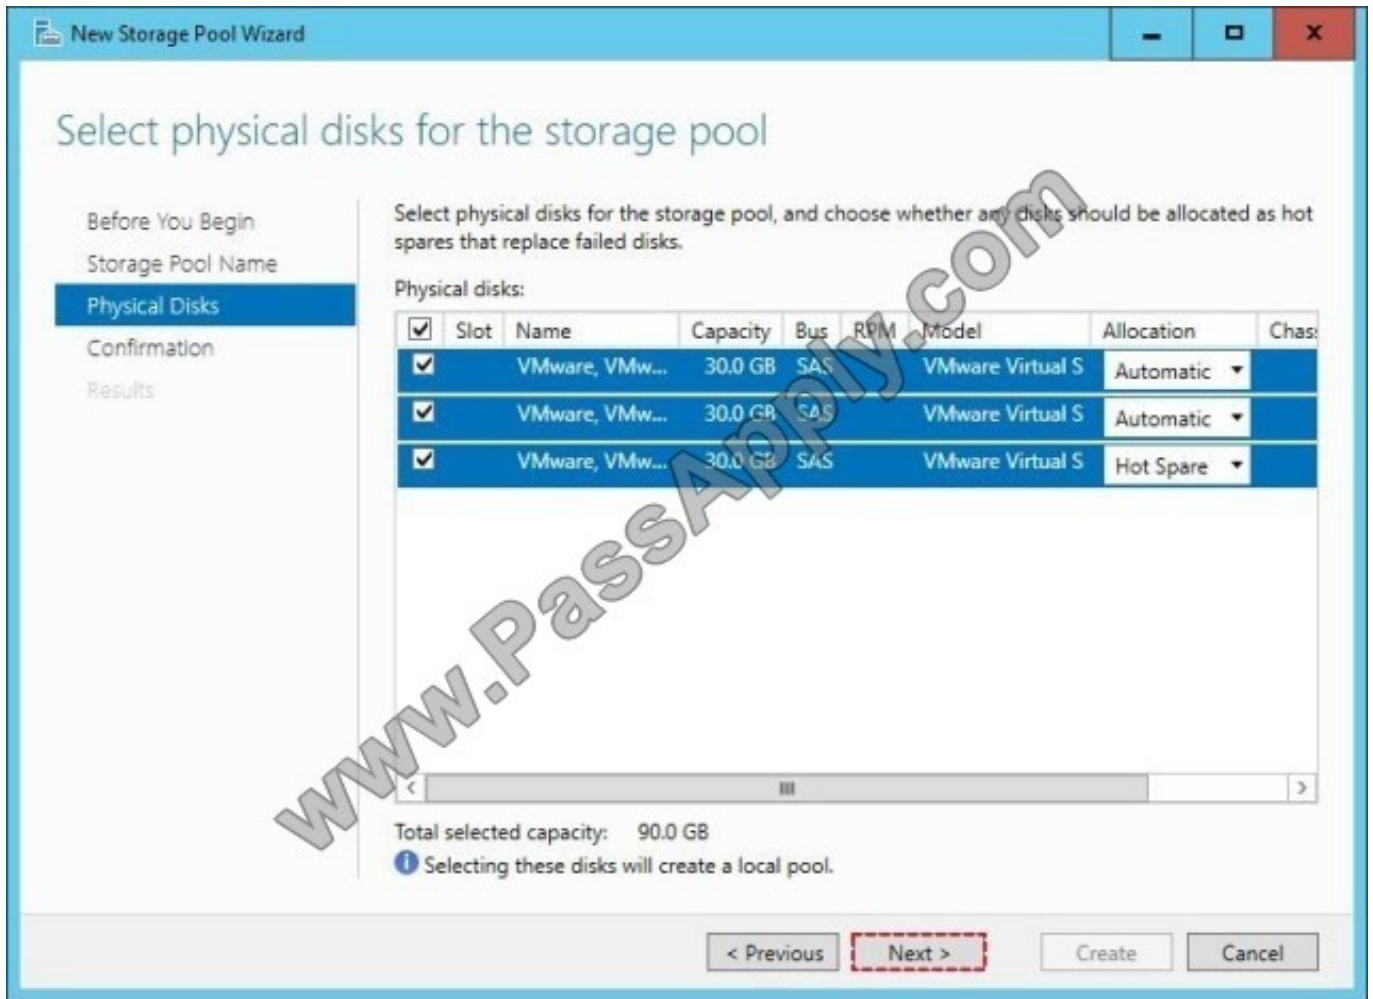 New Storage Pool Wizard
Select physical disks for the storage pool
Before You Begin
Storage Pool Name
Physical Disks
Confirmation
Results
Select physical disks for the storage pool, and choose whether any disks should be allocated as hot
spares that replace failed disks.
Physical disks:
Slot Name Capacity Bus RPM Model Allocation Chas
VMware, VMw... 30.0 GB SAS VMware Virtual S Automatic
VMware, VMw... 30.0 GB SAS VMware Virtual S Automatic
VMware, VMw... 30.0 GB SAS VMware Virtual S Hot Spare
www.PassApply.com
Total selected capacity: 90.0 GB
Selecting these disks will create a local pool.
< Previous Next > Create Cancel